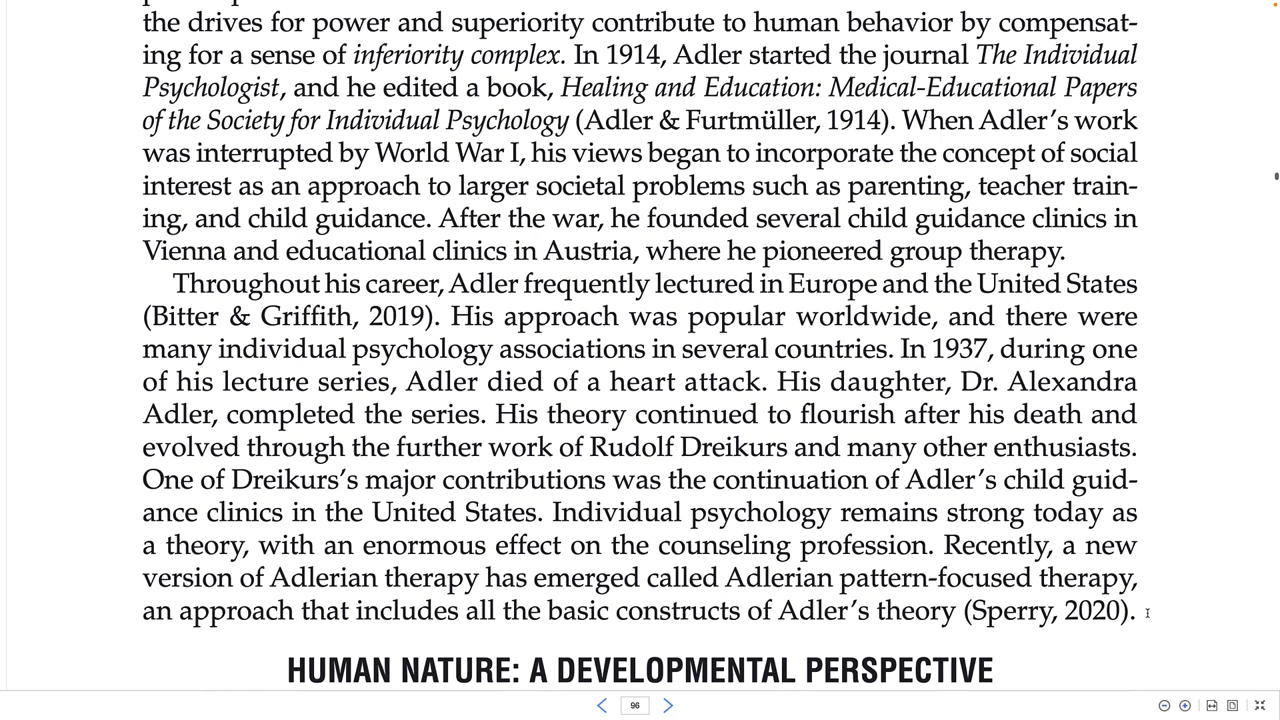 the drives for power and superiority contribute to human behavior by compensat-
ing for a sense of inferiority complex. In 1914, Adler started the journal The Individual
Psychologist, and he edited a book, Healing and Education: Medical-Educational Papers
of the Society for Individual Psychology (Adler & Furtmüller, 1914). When Adler’s work
was interrupted by World War I, his views began to incorporate the concept of social
interest as an approach to larger societal problems such as parenting, teacher train-
ing, and child guidance. After the war, he founded several child guidance clinics in
Vienna and educational clinics in Austria, where he pioneered group therapy.
Throughout his career, Adler frequently lectured in Europe and the United States
(Bitter & Griffith, 2019). His approach was popular worldwide, and there were
many individual psychology associations in several countries. In 1937, during one
of his lecture series, Adler died of a heart attack. His daughter, Dr. Alexandra
Adler, completed the series. His theory continued to flourish after his death and
evolved through the further work of Rudolf Dreikurs and many other enthusiasts.
One of Dreikurs’s major contributions was the continuation of Adler’s child guid-
ance clinics in the United States. Individual psychology remains strong today as
a theory, with an enormous effect on the counseling profession. Recently, a new
version of Adlerian therapy has emerged called Adlerian pattern-focused therapy,
an approach that includes all the basic constructs of Adler’s theory (Sperry, 2020).
HUMAN NATURE: A DEVELOPMENTAL PERSPECTIVE
96